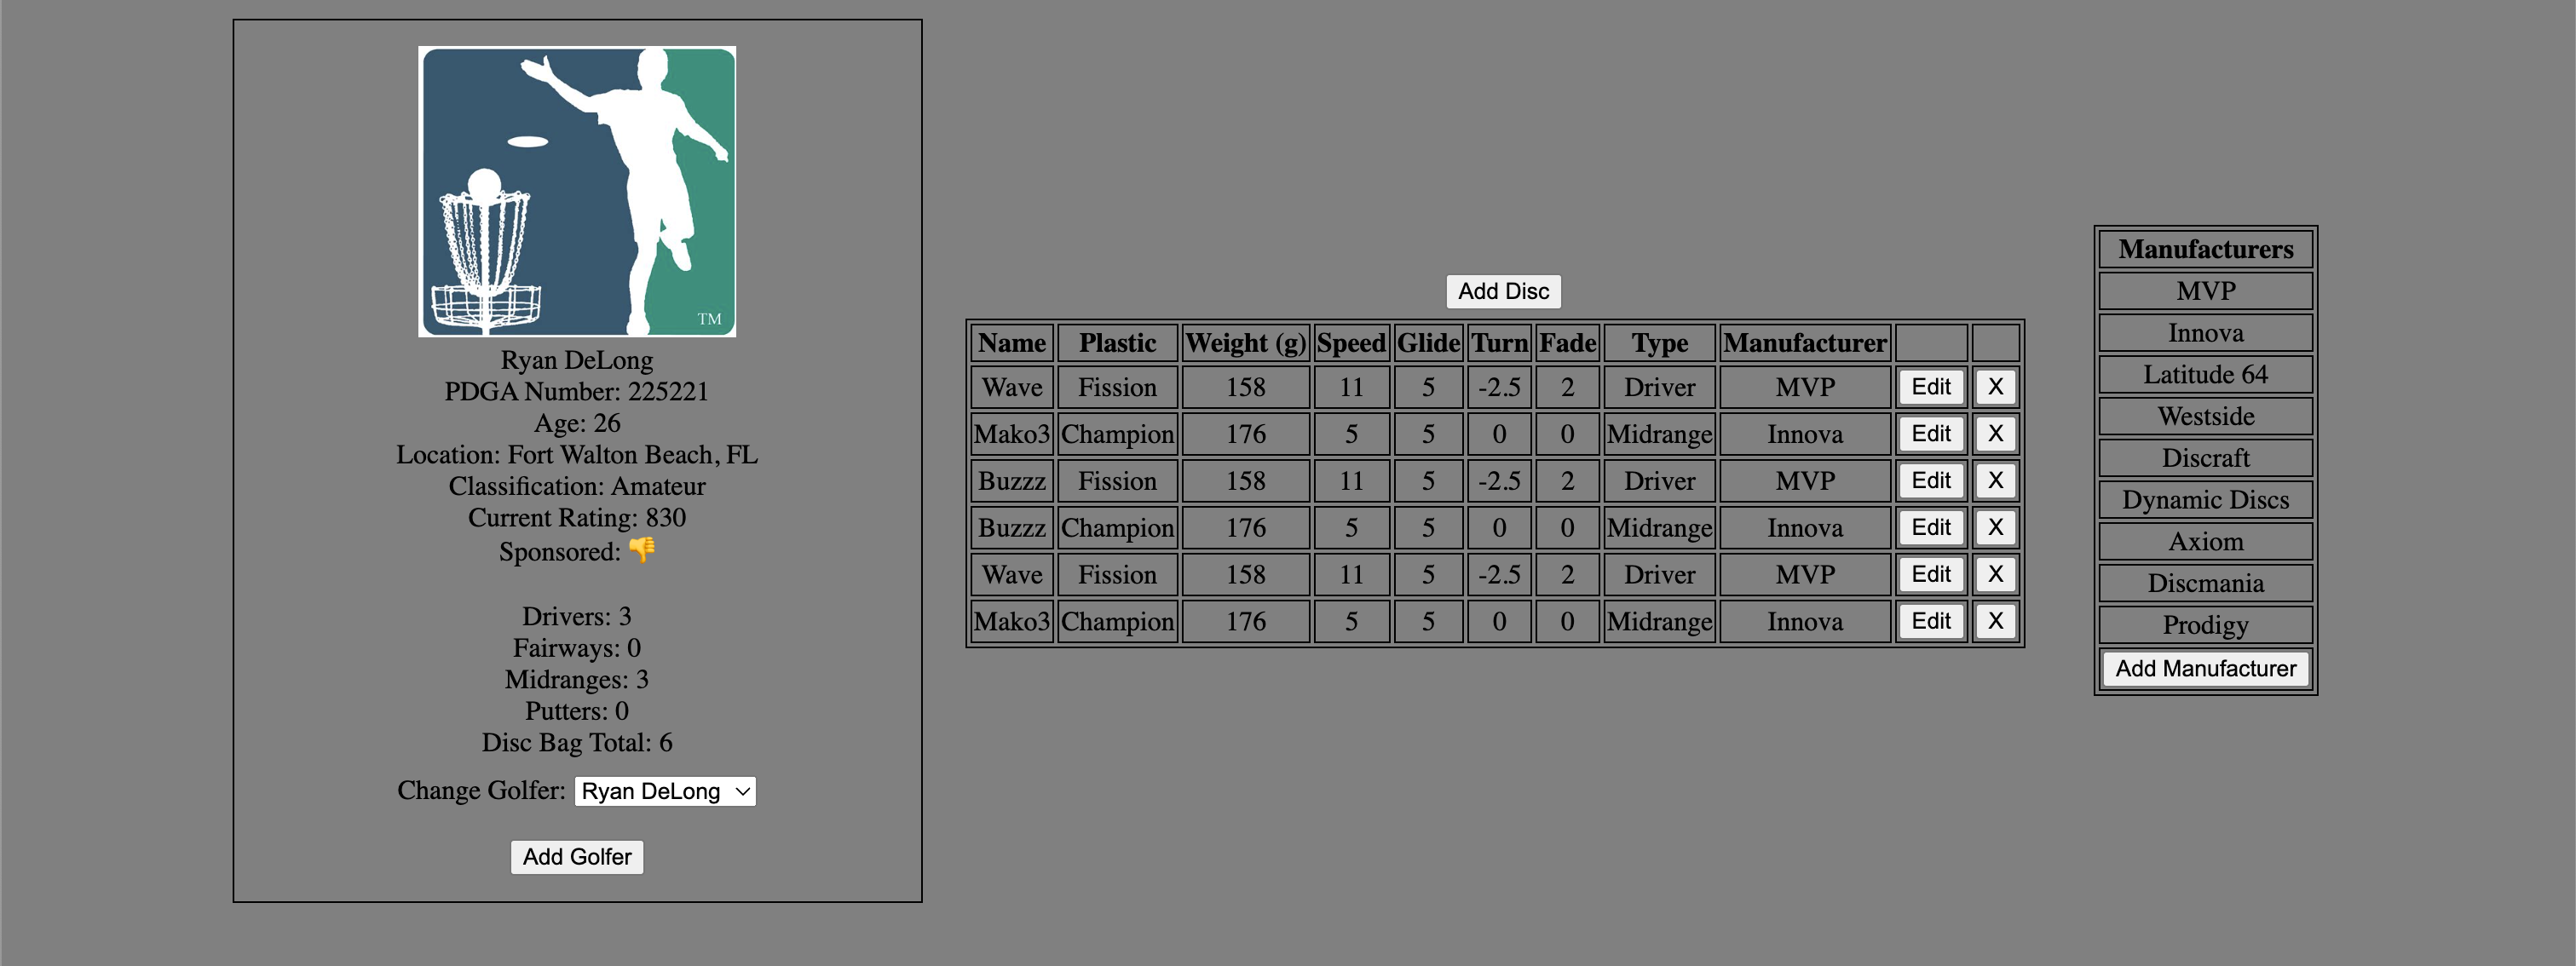 TM
Ryan DeLong
PDGA Number: 225221
Age: 26
Location: Fort Walton Beach, FL
Classification: Amateur
Current Rating: 830
Sponsored: 👎
Drivers: 3
Fairways: 0
Midranges: 3
Putters: 0
Disc Bag Total: 6
Change Golfer: Ryan DeLong
Add Golfer
Add Disc
Name Plastic Weight (g) Speed Glide Turn Fade Type Manufacturer
Wave Fission 158 11 5 -2.5 2 Driver MVP Edit X
Mako3 Champion 176 5 5 0 0 Midrange Innova Edit X
Buzzz Fission 158 11 5 -2.5 2 Driver MVP Edit X
Buzzz Champion 176 5 5 0 0 Midrange Innova Edit X
Wave Fission 158 11 5 -2.5 2 Driver MVP Edit X
Mako3 Champion 176 5 5 0 0 Midrange Innova Edit X
Manufacturers
MVP
Innova
Latitude 64
Westside
Discraft
Dynamic Discs
Axiom
Discmania
Prodigy
Add Manufacturer